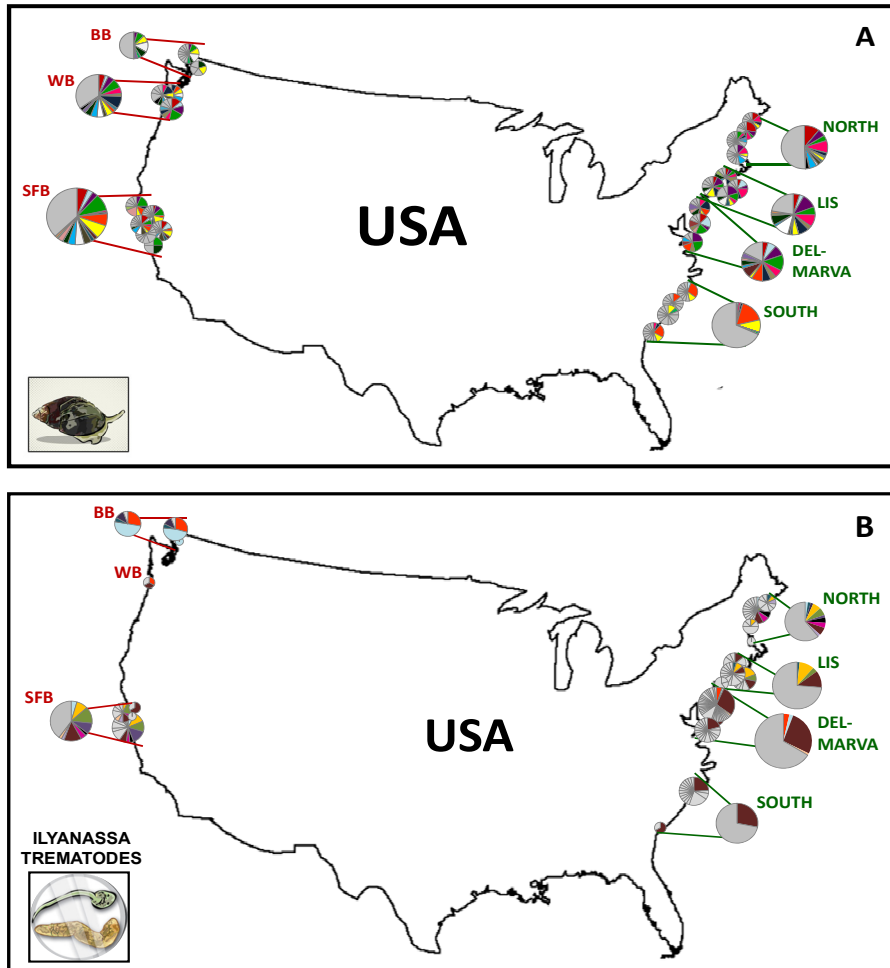 A
BB
WB
NORTH
SFB
USA
LIS
DEL-
MARVA
SOUTH
B
BB
WB
NORTH
LIS
SFB
USA
DEL-
MARVA
SOUTH
ILYANASSA
TREMATODES